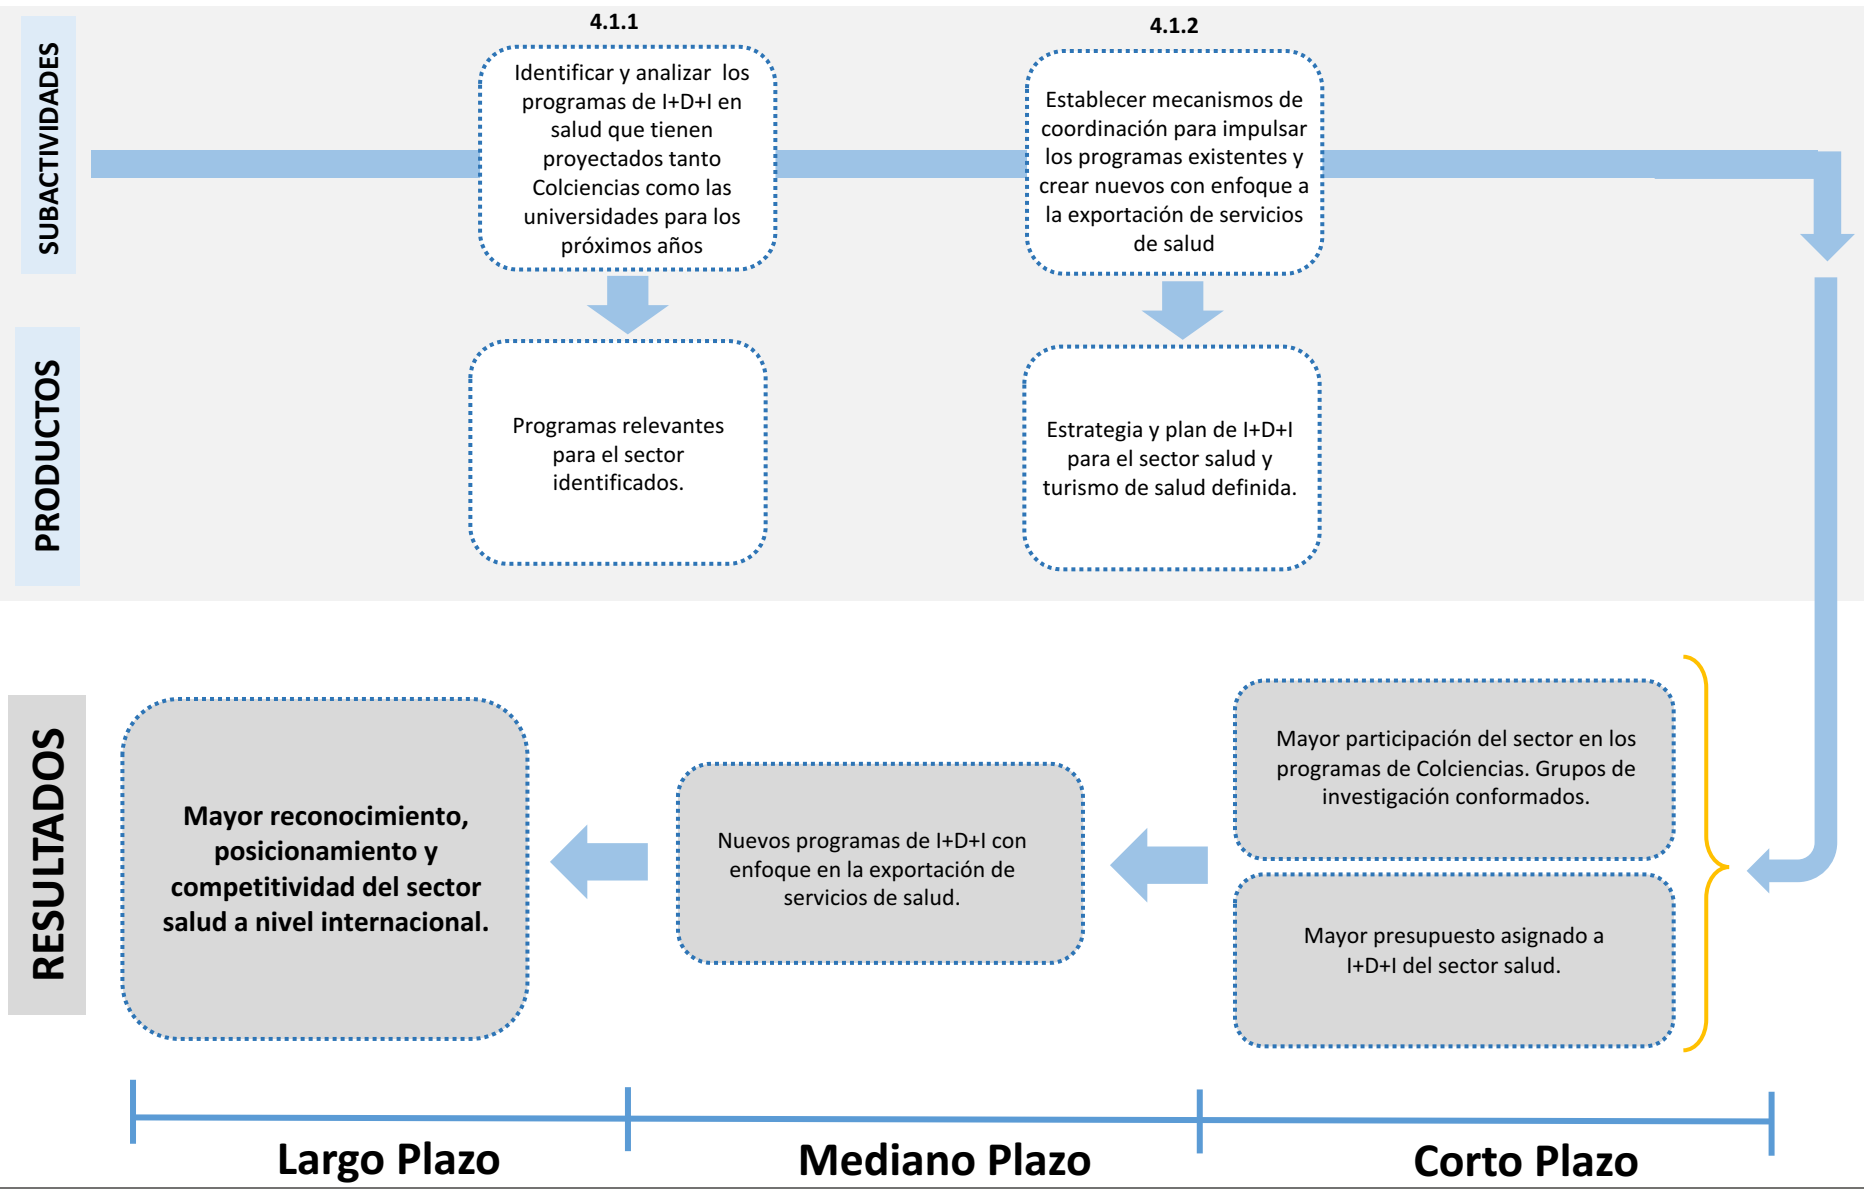 SUBACTIVIDADES
4.1.1
Identificar y analizar los
programas de I+D+I en
salud que tienen
proyectados tanto
Colciencias como las
universidades para los
próximos años
4.1.2
Establecer mecanismos de
coordinación para impulsar
los programas existentes y
crear nuevos con enfoque a
la exportación de servicios
de salud
PRODUCTOS
Programas relevantes
para el sector
identificados.
Estrategia y plan de I+D+I
para el sector salud y
turismo de salud definida.
RESULTADOS
Mayor reconocimiento,
posicionamiento y
competitividad del sector
salud a nivel internacional.
Nuevos programas de I+D+I con
enfoque en la exportación de
servicios de salud.
Mayor participación del sector en los
programas de Colciencias. Grupos de
investigación conformados.
Mayor presupuesto asignado a
I+D+I del sector salud.
Largo Plazo
Mediano Plazo
Corto Plazo